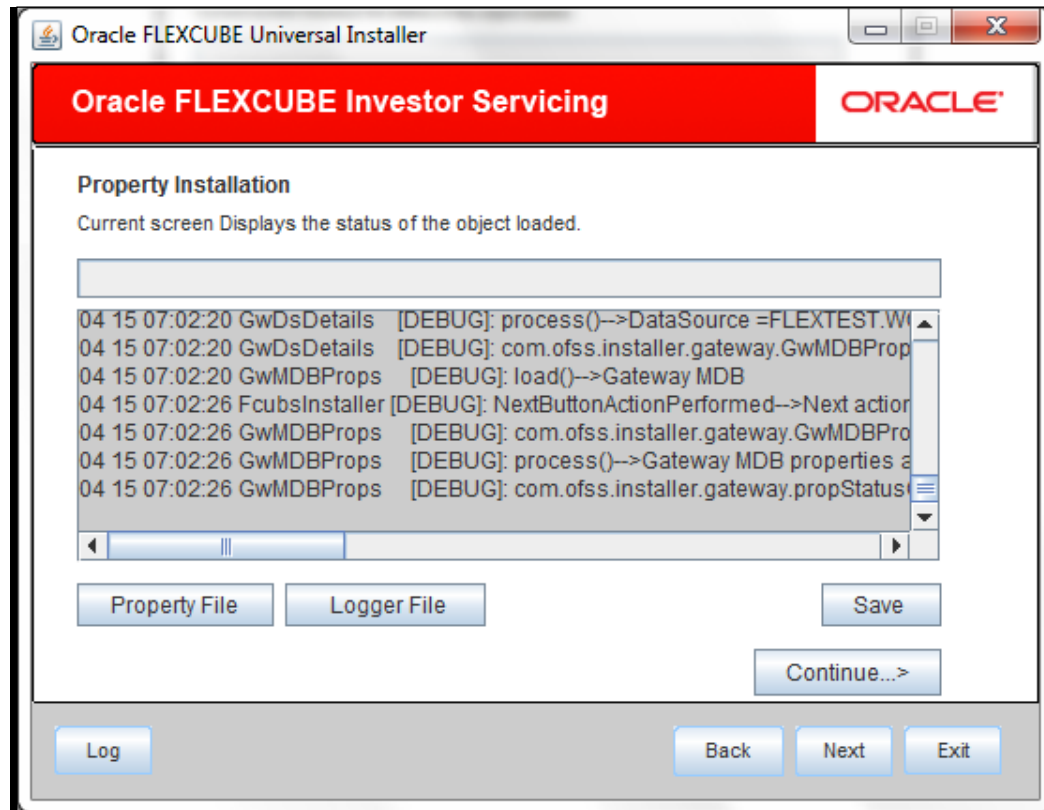 Oracle FLEXCUBE Universal Installer
Oracle FLEXCUBE Investor Servicing
ORACLE
Property Installation
Current screen Displays the status of the object loaded.
04 15 07:02:20 GwDsDetails [DEBUG]: process()-->DataSource =FLEXTEST.W
04 15 07:02:20 GwDsDetails [DEBUG]: com.ofss.installer.gateway.GwMDBProp
04 15 07:02:20 GwMDBProps [DEBUG]: load()-->Gateway MDB
04 15 07:02:26 FcubsInstaller [DEBUG]: NextButtonActionPerformed-->Next action
04 15 07:02:26 GwMDBProps [DEBUG]: com.ofss.installer.gateway.GwMDBPro
04 15 07:02:26 GwMDBProps [DEBUG]: process()-->Gateway MDB properties a
04 15 07:02:26 GwMDBProps [DEBUG]: com.ofss.installer.gateway.propStatus
Property File Logger File Save
Continue...>
Log Back Next Exit